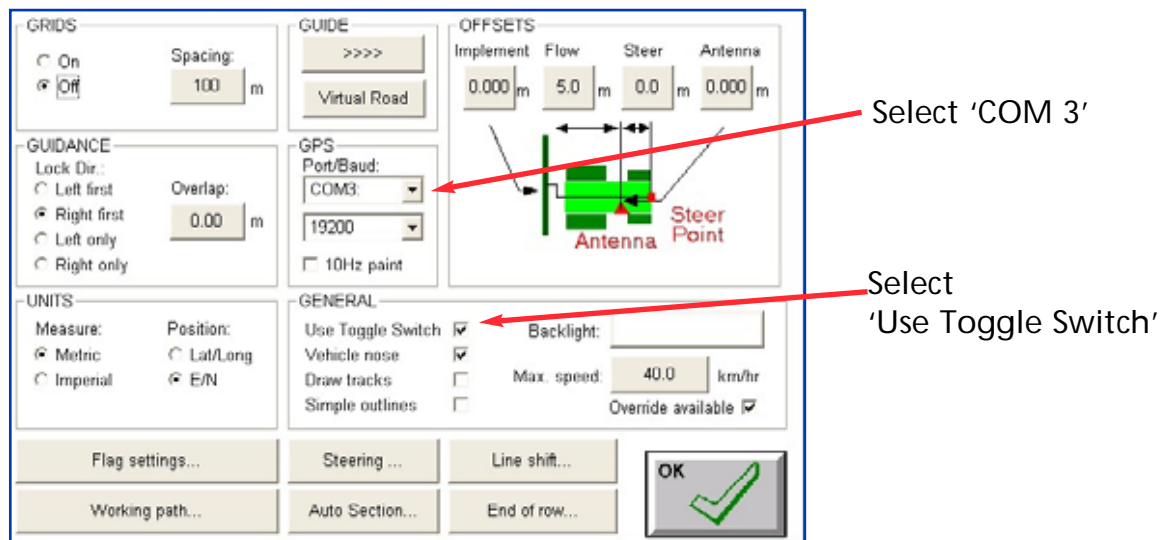 GRIDS
On
Off
Spacing:
100 m
GUIDE
>>>>
Virtual Road
OFFSETS
Implement Flow Steer Antenna
0.000 m 5.0 m 0.0 m 0.000 m
Antenna
Steer
Point
Select ‘COM 3’
GUIDANCE
Lock Dir.:
Left first
Right first
Left only
Right only
Overlap:
0.00 m
GPS
Port/Baud:
COM3:
19200
10Hz paint
UNITS
Measure:
Metric
Imperial
Position:
Lat/Long
E/N
GENERAL
Use Toggle Switch
Vehicle nose
Draw tracks
Simple outlines
Backlight:
Max. speed: 40.0 km/hr
Override available
Select
‘Use Toggle Switch’
Flag settings...
Steering ...
Line shift...
Working path...
Auto Section...
End of row...
OK